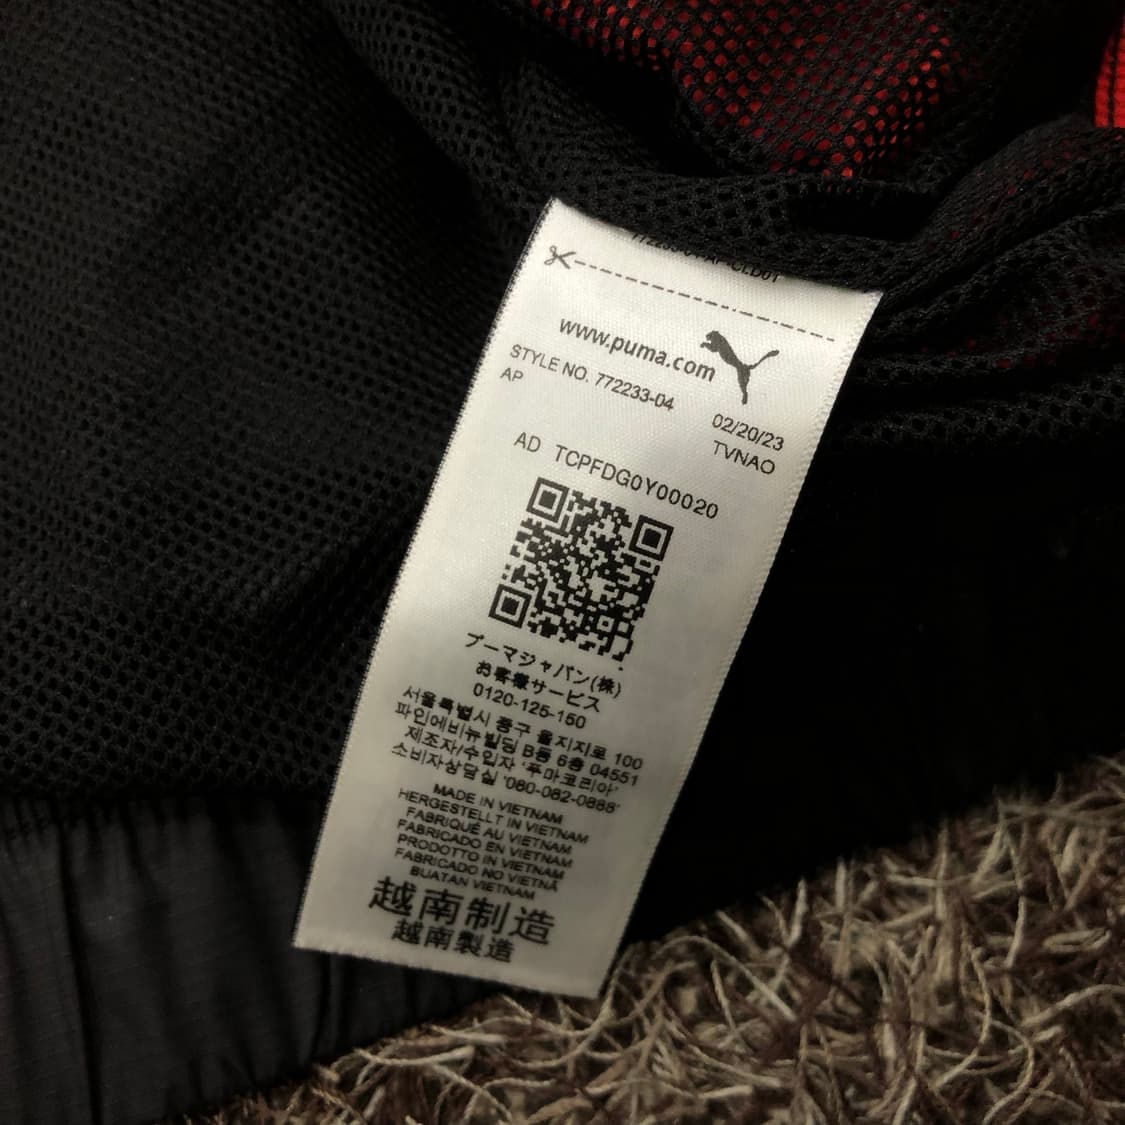 www.puma.com
STYLE NO. 772233-04
AP
02/20/23
TVNAO
AD TCPFDG0Y00020
プーマジャパン(株)
お客様サービス
0120-125-150
서울특별시 중구 을지지로 100
파인에비뉴빌딩 B동 6층 04551
제조자/수입자 '푸마코리아'
소비자상담실 '080-082-0888'
MADE IN VIETNAM
HERGESTELLT IN VIETNAM
FABRIQUÉ AU VIETNAM
FABRICADO EN VIETNAM
PRODOTTO IN VIETNAM
FABRICADO NO VIETNÃ
BUATAN VIETNAM
越南制造
越南製造